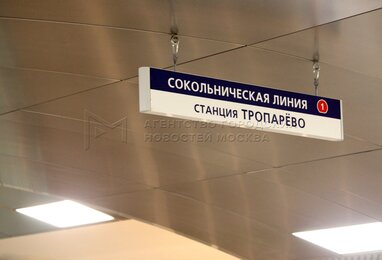 СОКОЛЬНИЧЕСКАЯ ЛИНИЯ 1
СТАНЦИЯ ТРОПАРЁВО
АГЕНТСТВО ГОРОДСКИХ
НОВОСТЕЙ МОСКВА